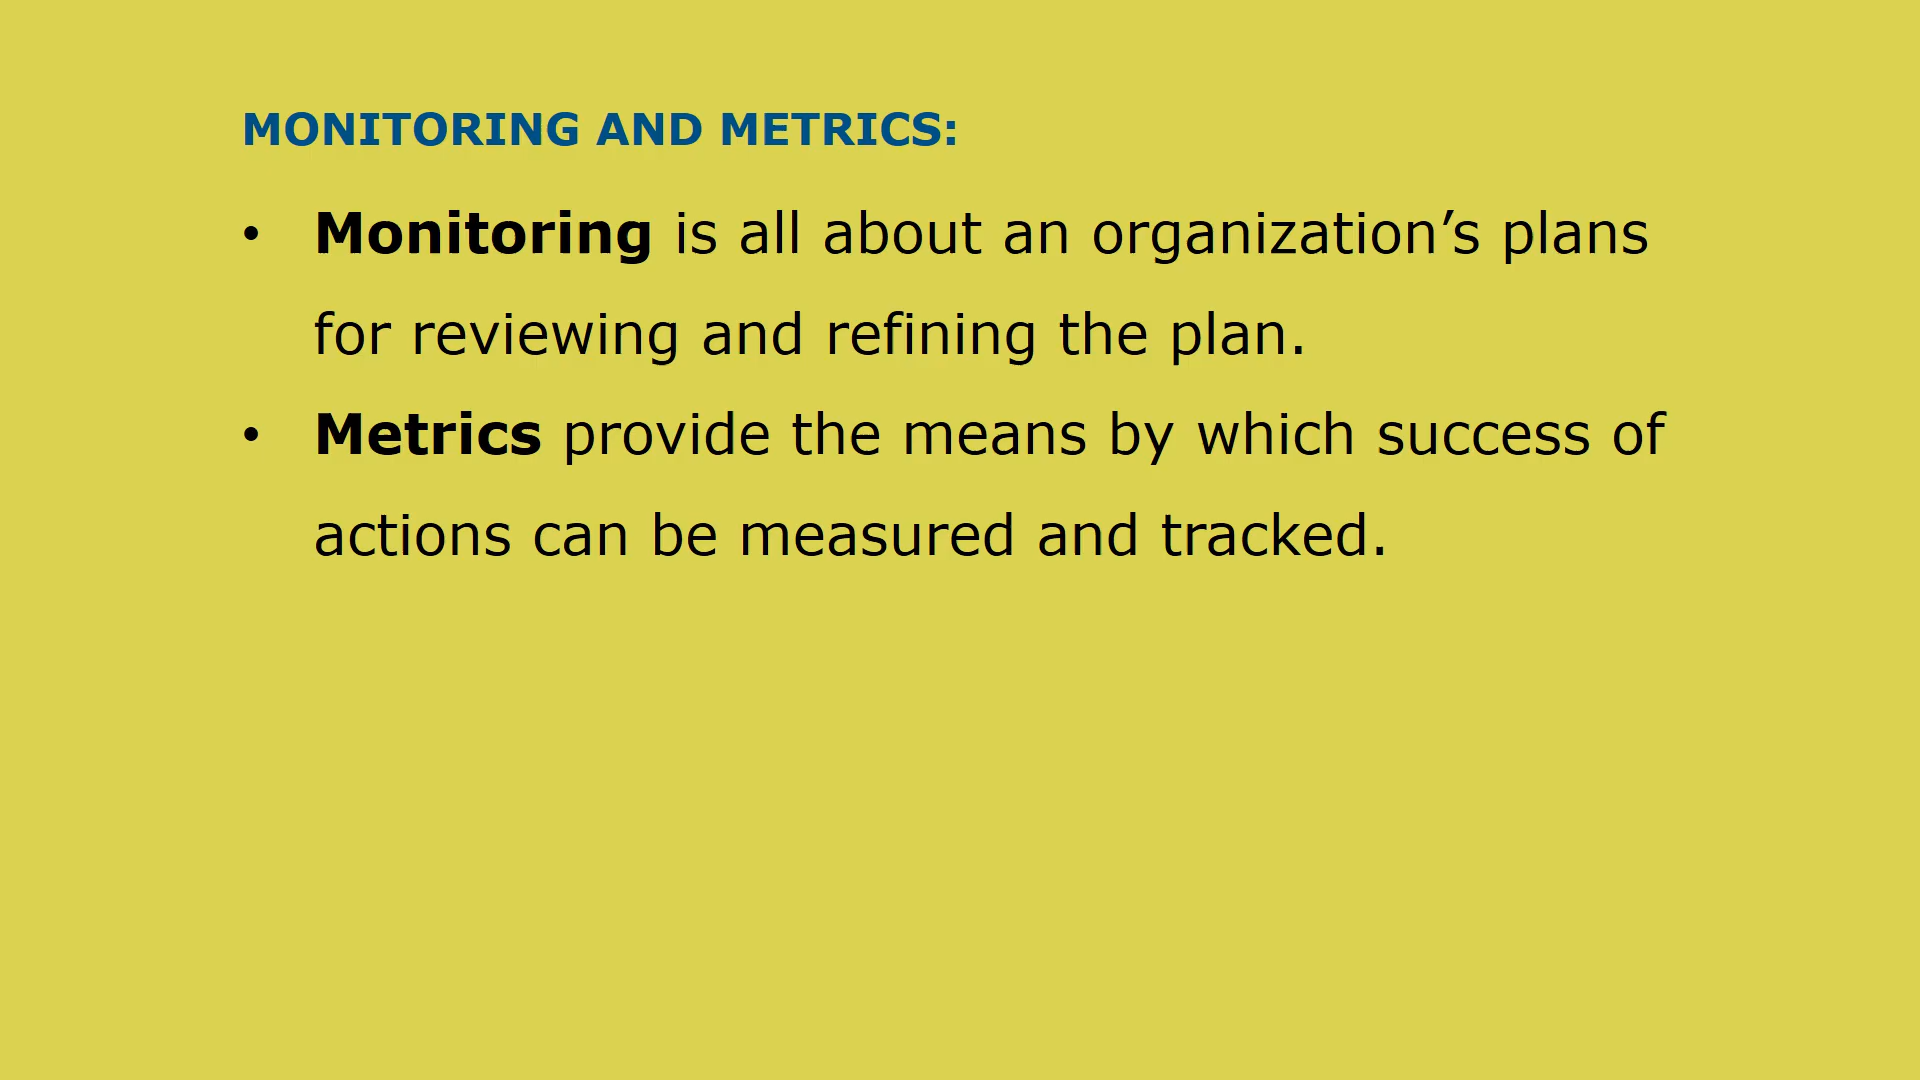 MONITORING AND METRICS:
• Monitoring is all about an organization’s plans
for reviewing and refining the plan.
• Metrics provide the means by which success of
actions can be measured and tracked.